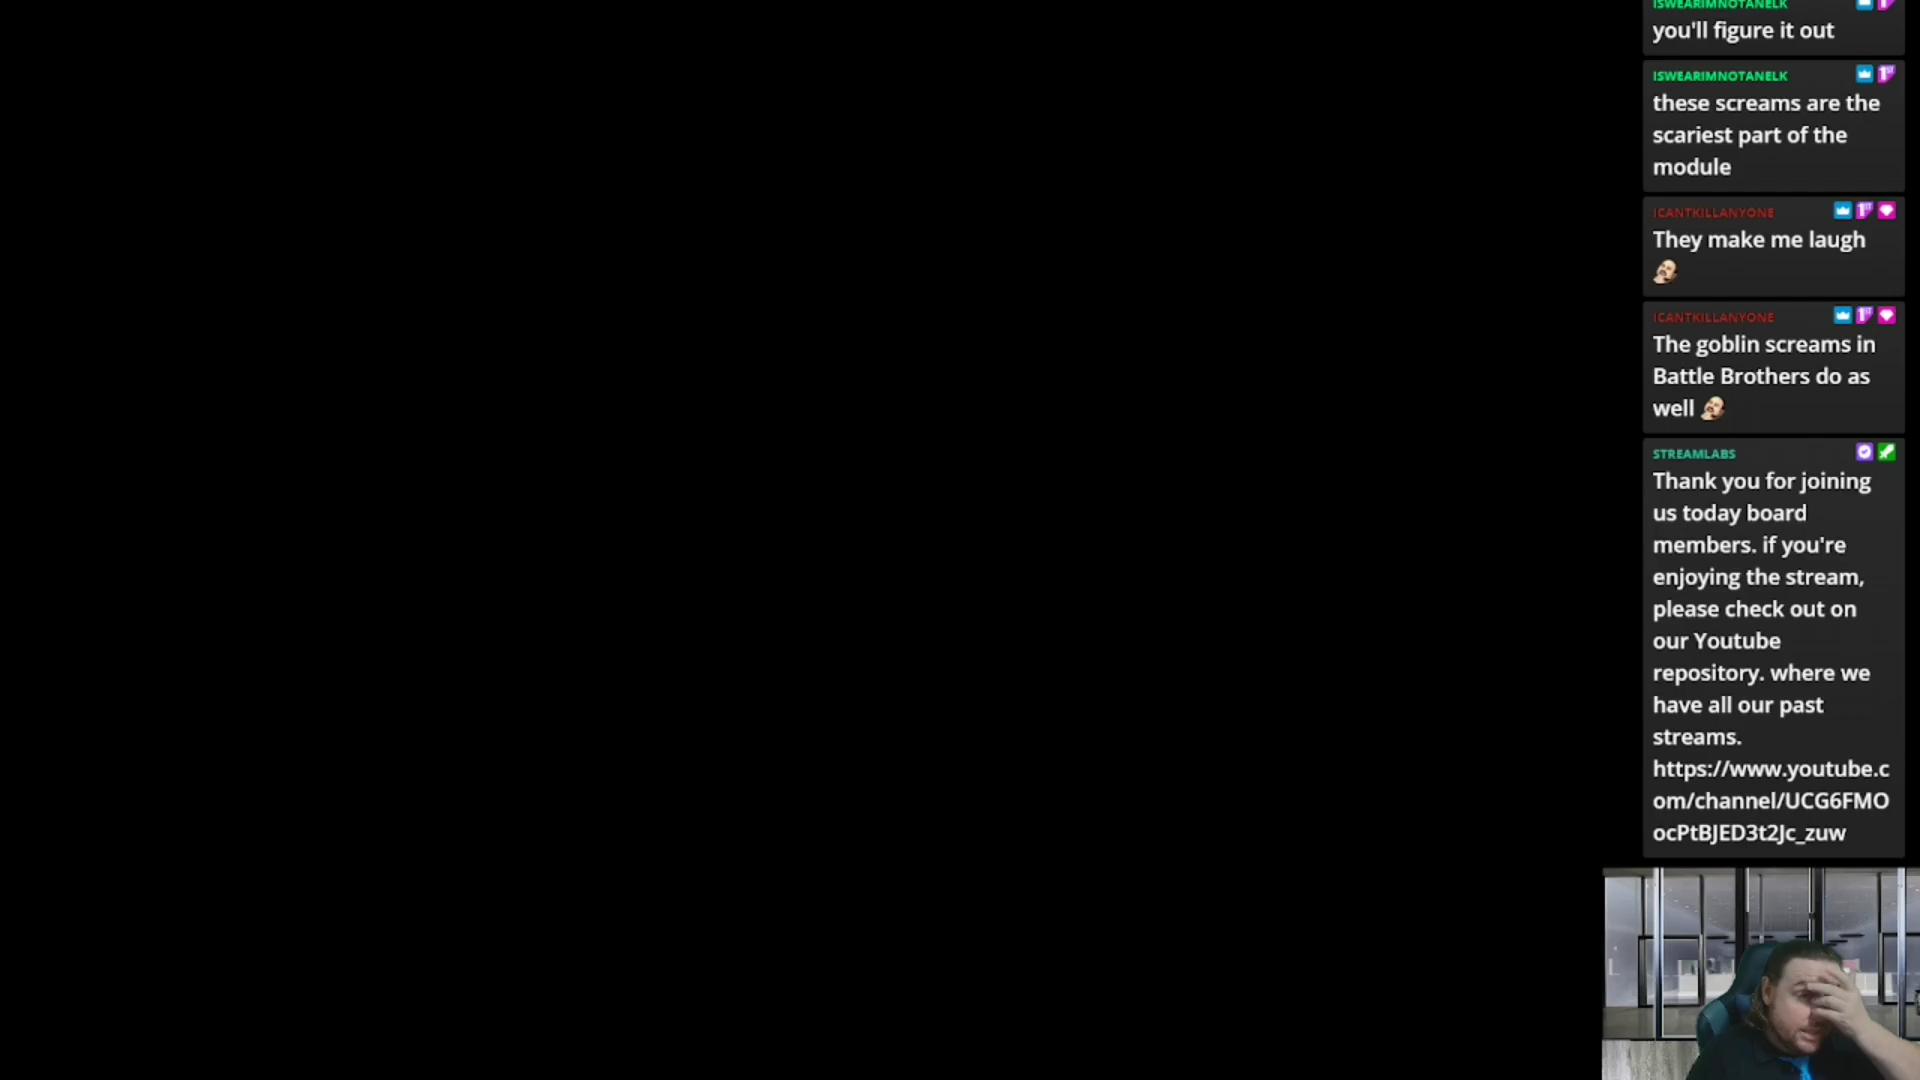 ISWEARIMNOTANELK
you'll figure it out
ISWEARIMNOTANELK
these screams are the
scariest part of the
module
ICANTKILLANYONE
They make me laugh
ICANTKILLANYONE
The goblin screams in
Battle Brothers do as
well
STREAMLABS
Thank you for joining
us today board
members. if you're
enjoying the stream,
please check out on
our Youtube
repository. where we
have all our past
streams.
https://www.youtube.c
om/channel/UCG6FMO
ocPtBJED3t2Jc_zuw